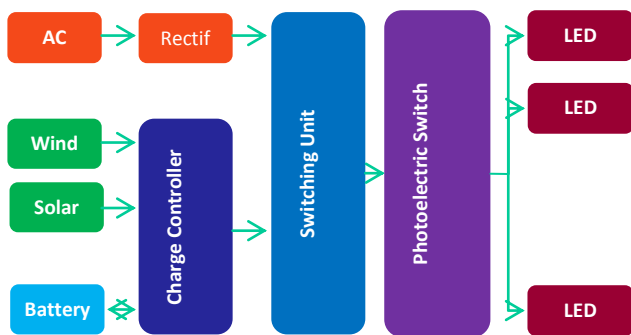 AC
Rectif
Wind
Solar
Battery
Charge Controller
Switching Unit
Photoelectric Switch
LED
LED
LED